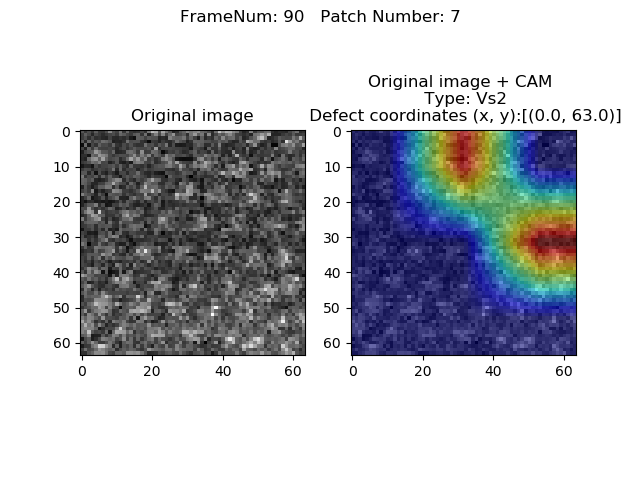 FrameNum: 90   Patch Number: 7
Original image
Original image + CAM
Type: Vs2
Defect coordinates (x, y):[(0.0, 63.0)]
0
10
20
30
40
50
60
0 20 40 60
0
10
20
30
40
50
60
0 20 40 60